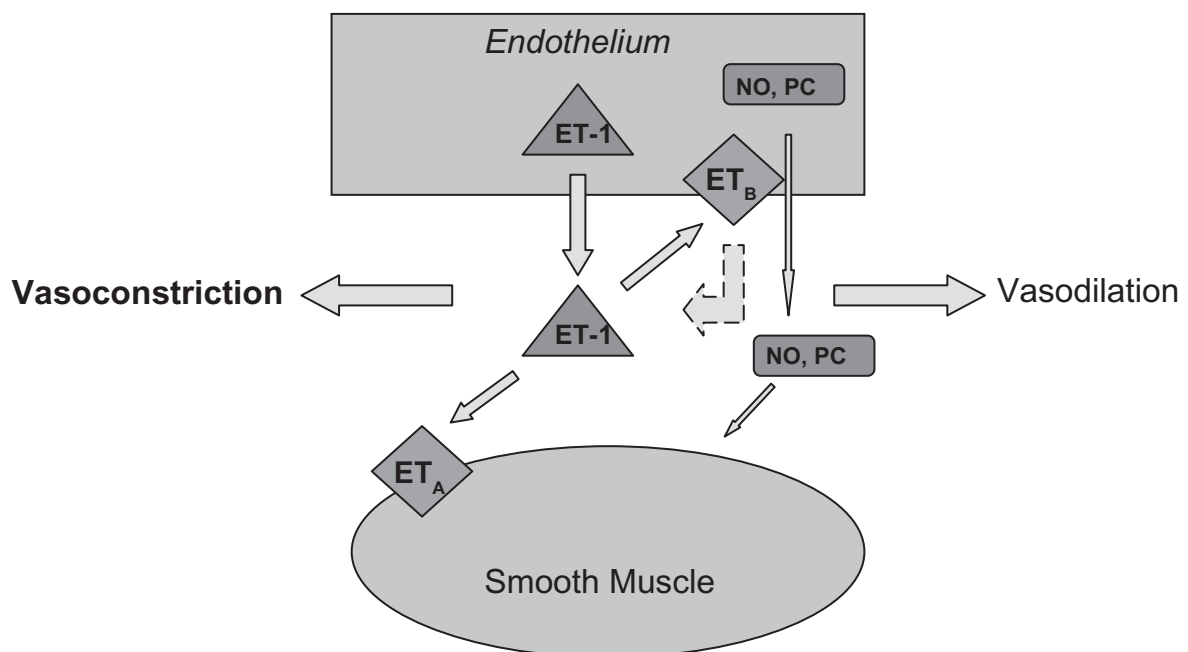 Endothelium
NO, PC
ET-1
ETB
Vasoconstriction
Vasodilation
ET-1
NO, PC
ETA
Smooth Muscle